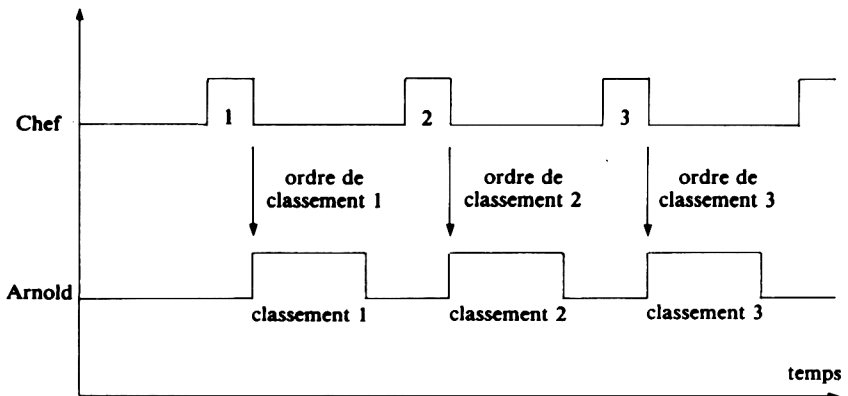 1
2
3
Chef
ordre de
classement 1
ordre de
classement 2
ordre de
classement 3
Arnold
classement 1
classement 2
classement 3
temps